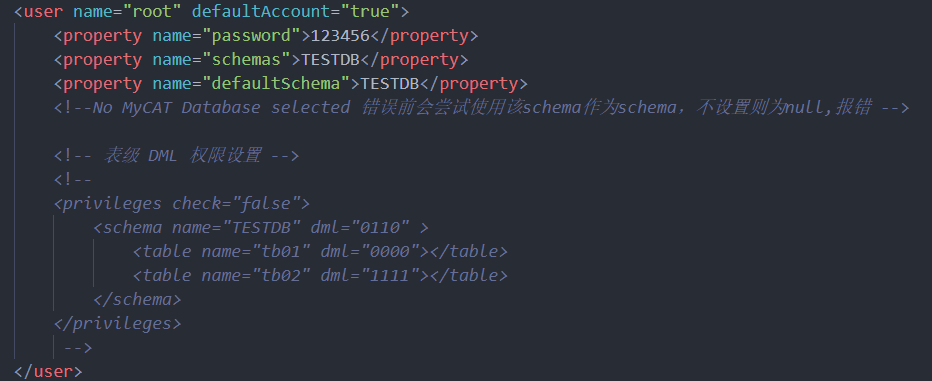 <user name="root" defaultAccount="true">
<property name="password">123456</property>
<property name="schemas">TESTDB</property>
<property name="defaultSchema">TESTDB</property>
<!--No MyCAT Database selected 错误前会尝试使用该schema作为schema，不设置则为null,报错 -->
<!-- 表级 DML 权限设置 -->
<!--
<privileges check="false">
<schema name="TESTDB" dml="0110" >
<table name="tb01" dml="0000"></table>
<table name="tb02" dml="1111"></table>
</schema>
</privileges>
-->
</user>